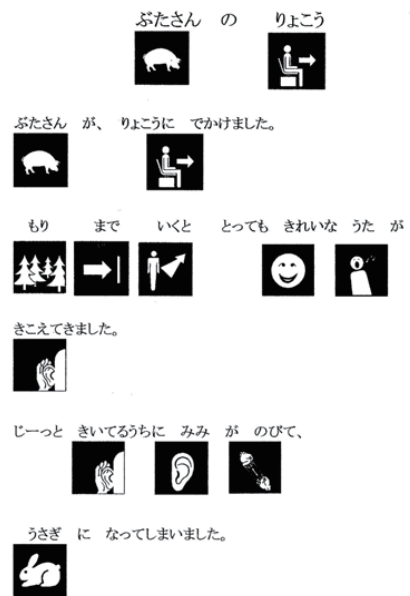 ぶたさん の りょこう
ぶたさん が、 りょこうに でかけました。
もり まで いくと とっても きれいな うた が
きこえてきました。
じーっと きいてるうちに みみ が のびて、
うさぎ に なってしまいました。